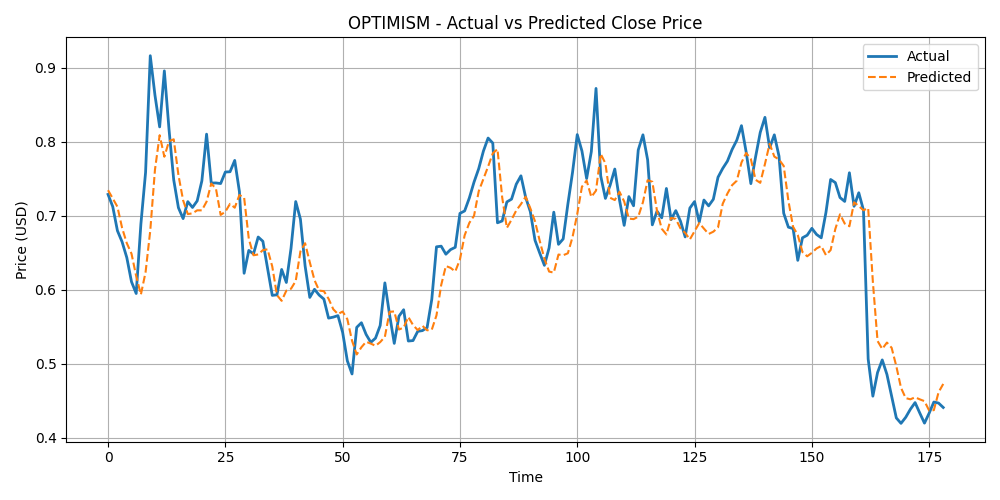 OPTIMISM - Actual vs Predicted Close Price
Actual
Predicted
Price (USD)
0.9
0.8
0.7
0.6
0.5
0.4
0 25 50 75 100 125 150 175
Time